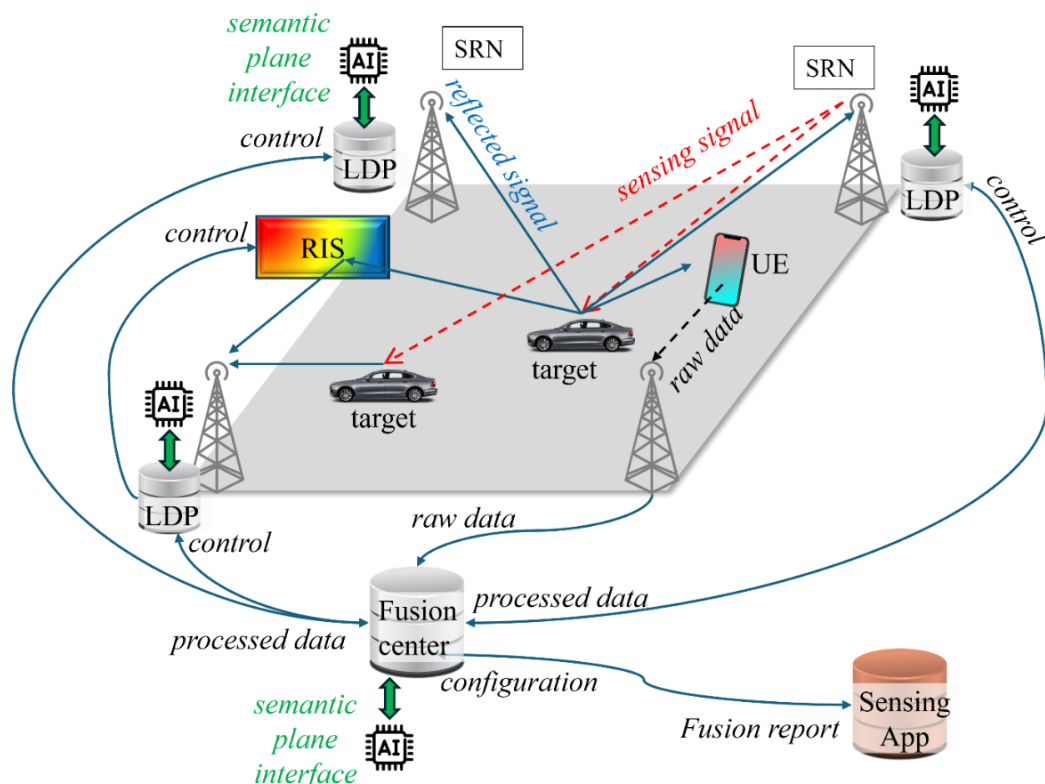 semantic
plane
interface
AI
SRN
SRN
AI
control
LDP
reflected signal
sensing signal
LDP
control
control
RIS
UE
raw data
target
target
AI
LDP
control
raw data
Fusion
center
processed data
processed data
configuration
semantic
plane
interface
AI
Fusion report
Sensing
App